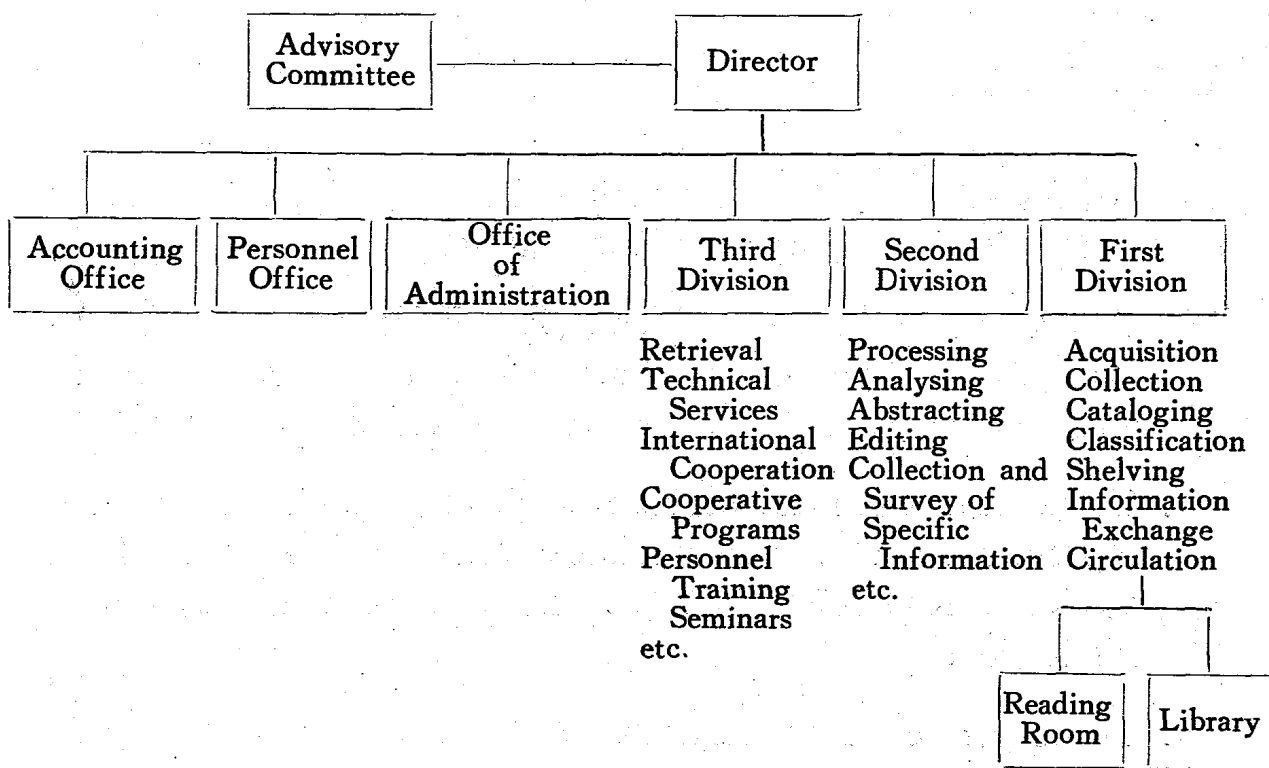 Advisory
Committee
Director
Accounting
Office
Personnel
Office
Office
of
Administration
Third
Division
Second
Division
First
Division
Retrieval
Technical
Services
International
Cooperation
Cooperative
Programs
Personnel
Training
Seminars
etc.
Processing
Analysing
Abstracting
Editing
Collection and
Survey of
Specific
Information
etc.
Acquisition
Collection
Cataloging
Classification
Shelving
Information
Exchange
Circulation
Reading
Room
Library